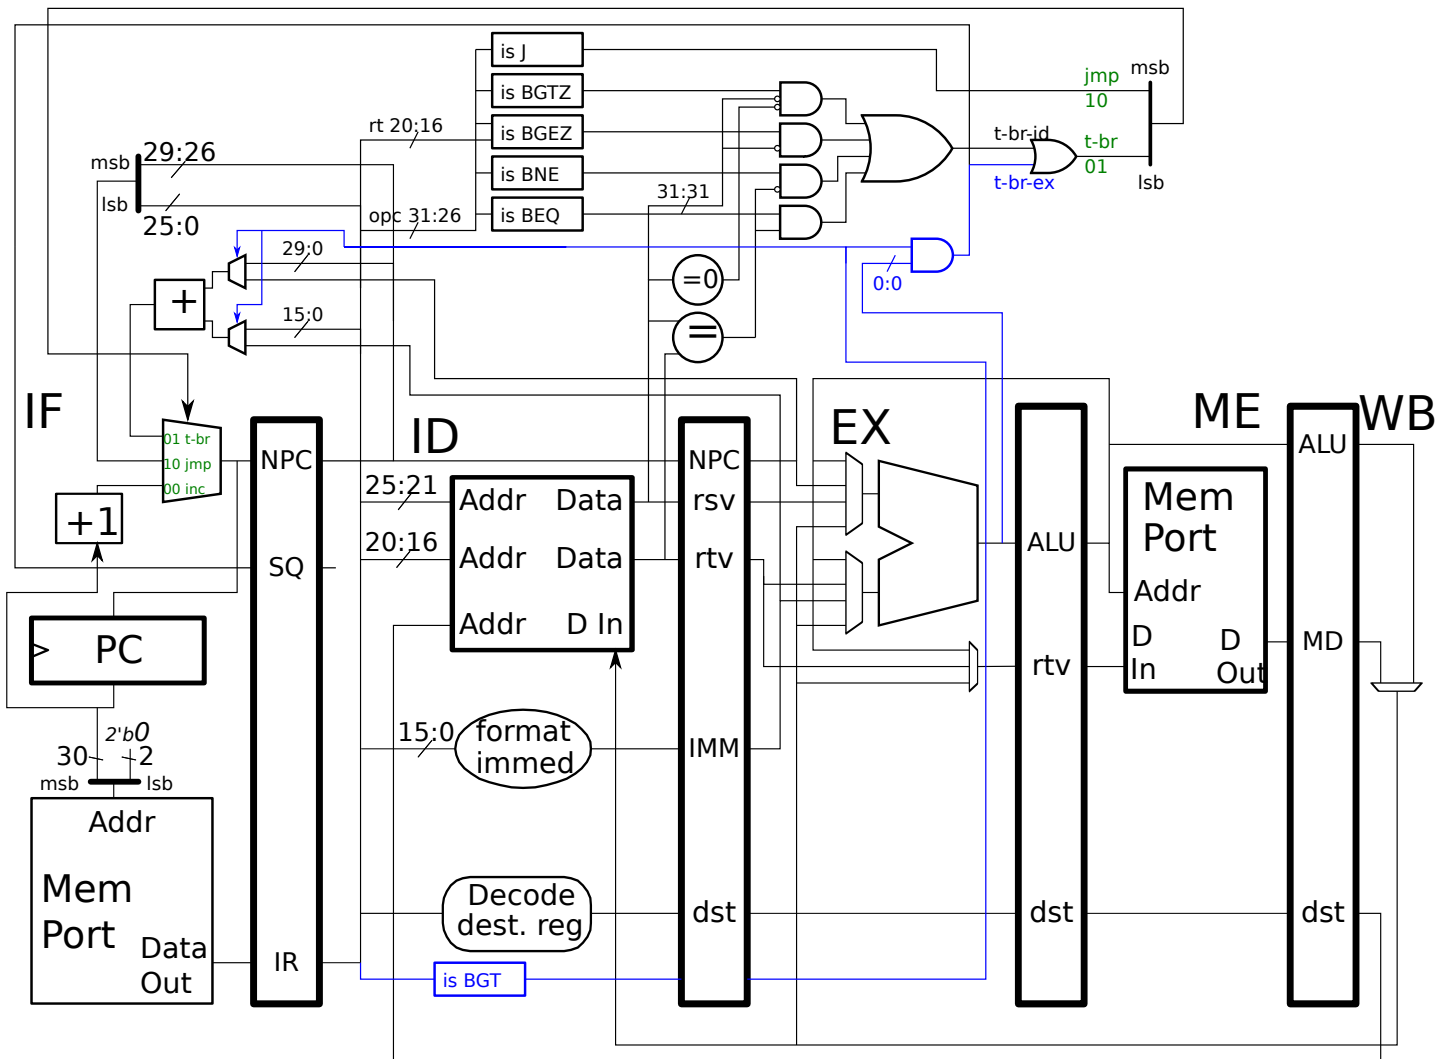 is J
msb
jmp
10
is BGTZ
rt 20:16
is BGEZ
t-br-id
t-br
01
29:26
msb
is BNE
lsb
t-br-ex
lsb
31:31
25:0
opc 31:26
is BEQ
29:0
=0
0:0
+
15:0
=
IF
ID
EX
ME
WB
01 t-br
10 jmp
00 inc
NPC
NPC
ALU
25:21
Addr
Data
rsv
Mem
Port
+1
20:16
Addr
Data
rtv
ALU
SQ
Addr
Addr
D In
D
In
D
Out
MD
PC
rtv
2'b0
30
2
msb
lsb
15:0
format
immed
IMM
Addr
Mem
Port
Decode
dest. reg
dst
dst
dst
Data
Out
IR
is BGT